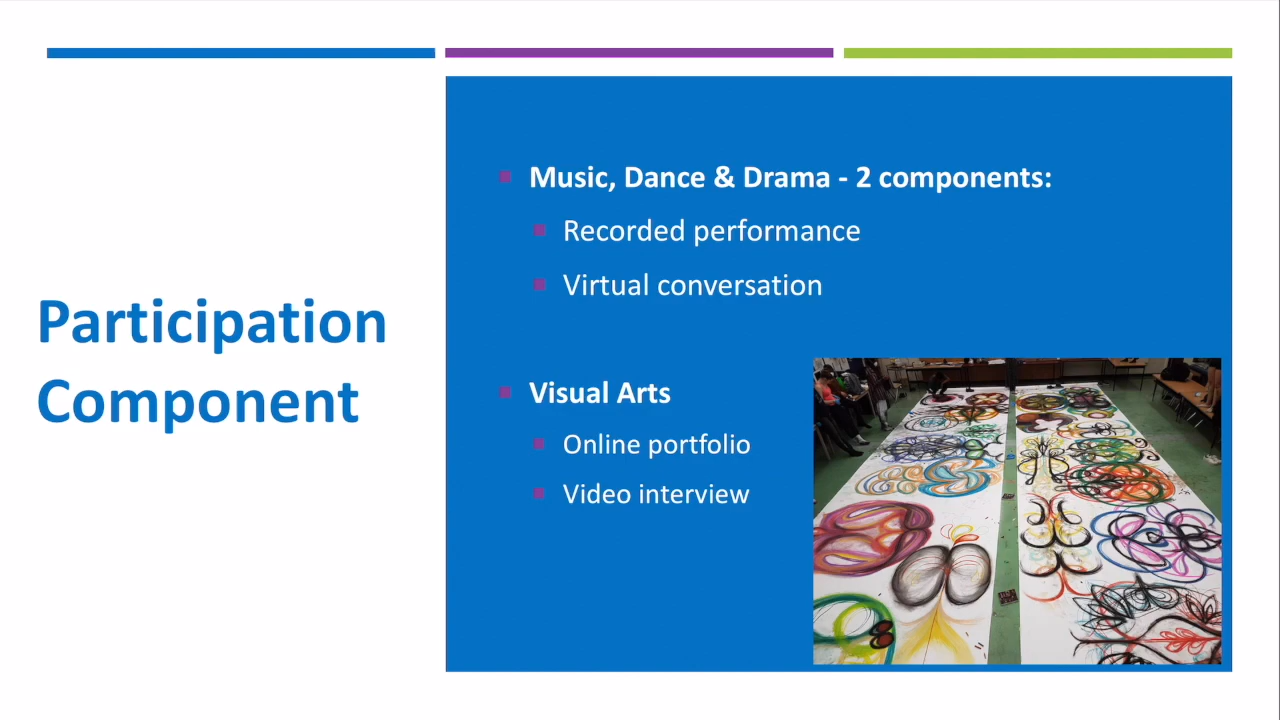 Participation
Component
Music, Dance & Drama - 2 components:
Recorded performance
Virtual conversation
Visual Arts
Online portfolio
Video interview